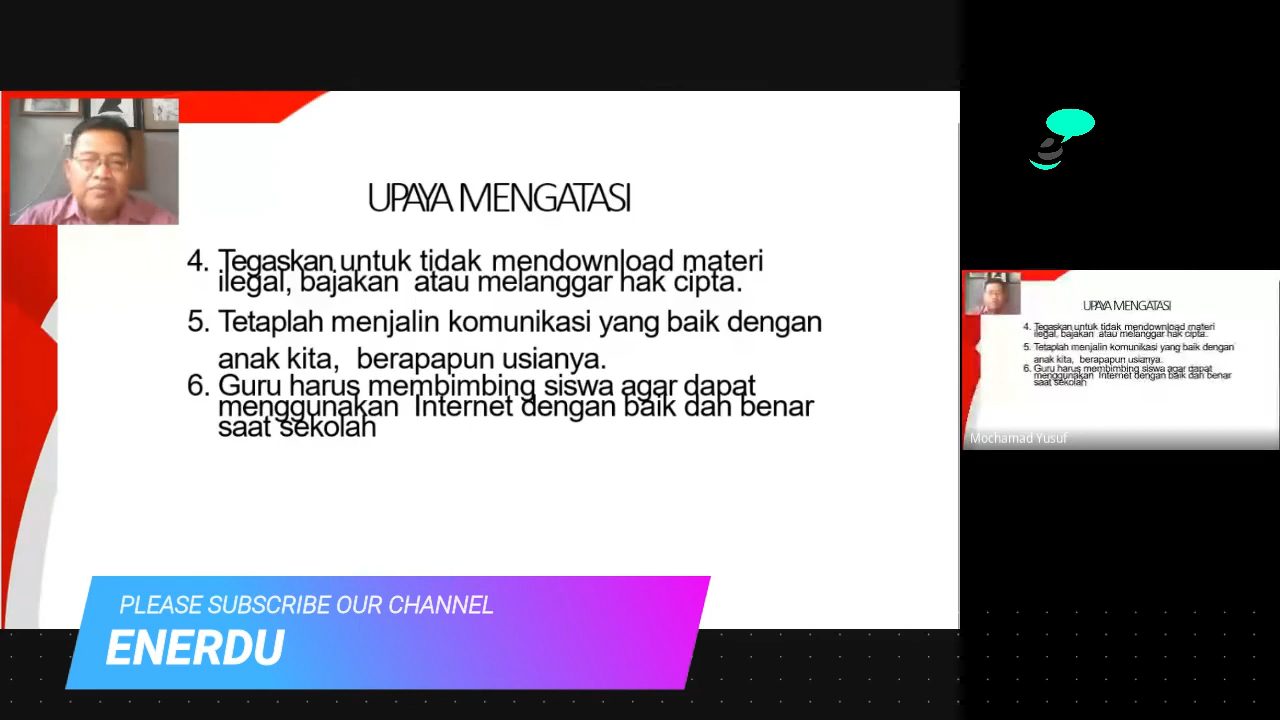 UPAYA MENGATASI
4. Tegaskan untuk tidak mendownload materi
ilegal, bajakan atau melanggar hak cipta.
5. Tetaplah menjalin komunikasi yang baik dengan
anak kita, berapapun usianya.
6. Guru harus membimbing siswa agar dapat
menggunakan Internet dengan baik dan benar
saat sekolah
PLEASE SUBSCRIBE OUR CHANNEL
ENERDU
UPAYA MENGATASI
4. Tegaskan untuk tidak mendownload materi
ilegal, bajakan atau melanggar hak cipta.
5. Tetaplah menjalin komunikasi yang baik dengan
anak kita, berapapun usianya.
6. Guru harus membimbing siswa agar dapat
menggunakan Internet dengan baik dan benar
saat sekolah
Mochamad Yusuf